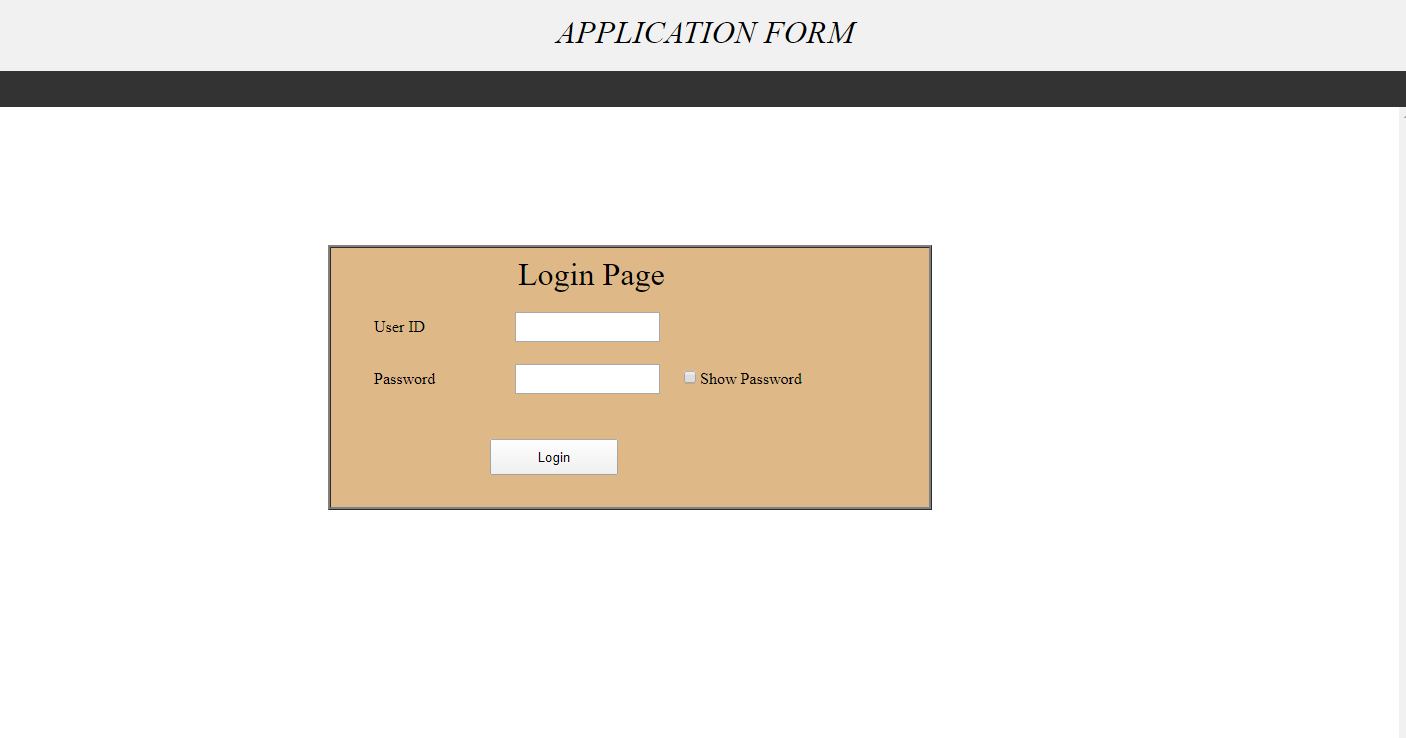 APPLICATION FORM
Login Page
User ID
Password
Show Password
Login